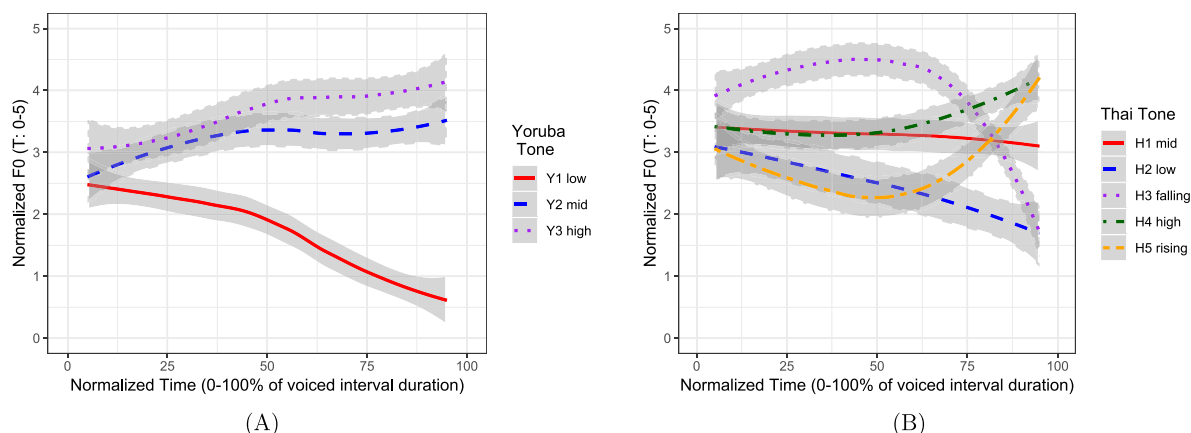 5
4
3
2
1
0
Normalized F0 (T: 0-5)
0
25
50
75
100
Normalized Time (0-100% of voiced interval duration)
Yoruba
Tone
Y1 low
Y2 mid
Y3 high
(A)
5
4
3
2
1
0
Normalized F0 (T: 0-5)
0
25
50
75
100
Normalized Time (0-100% of voiced interval duration)
Thai Tone
H1 mid
H2 low
H3 falling
H4 high
H5 rising
(B)